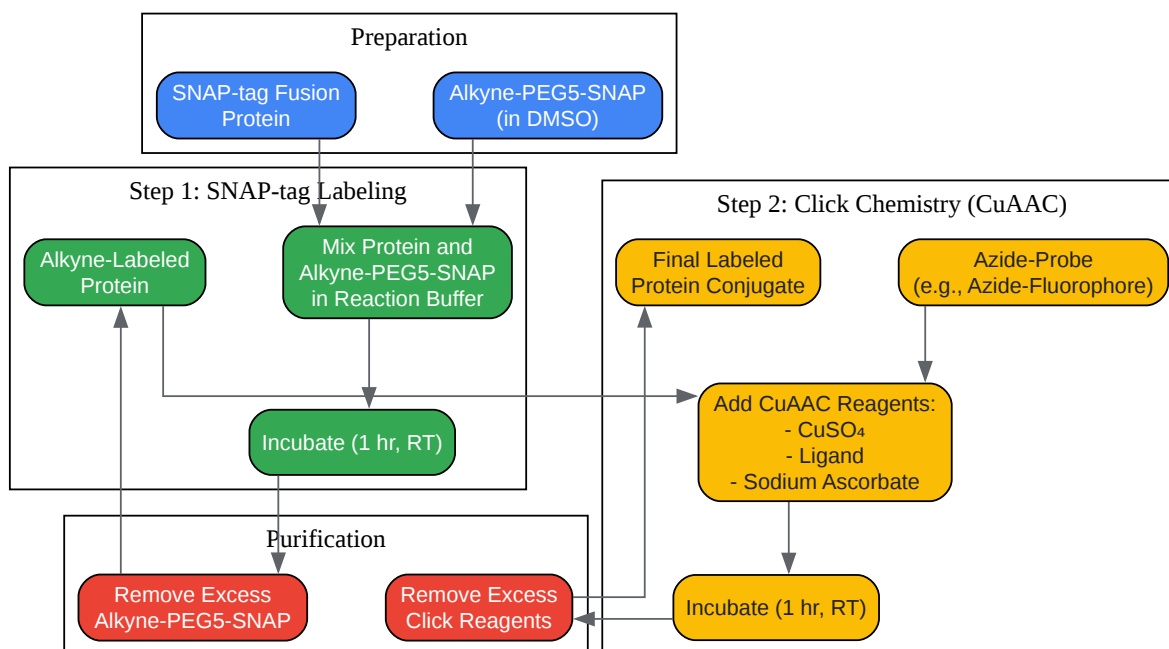 Preparation
SNAP-tag Fusion
Protein
Alkyne-PEG5-SNAP
(in DMSO)
Step 1: SNAP-tag Labeling
Alkyne-Labeled
Protein
Mix Protein and
Alkyne-PEG5-SNAP
in Reaction Buffer
Incubate (1 hr, RT)
Step 2: Click Chemistry (CuAAC)
Final Labeled
Protein Conjugate
Azide-Probe
(e.g., Azide-Fluorophore)
Add CuAAC Reagents:
- CuSO₄
- Ligand
- Sodium Ascorbate
Incubate (1 hr, RT)
Purification
Remove Excess
Alkyne-PEG5-SNAP
Remove Excess
Click Reagents